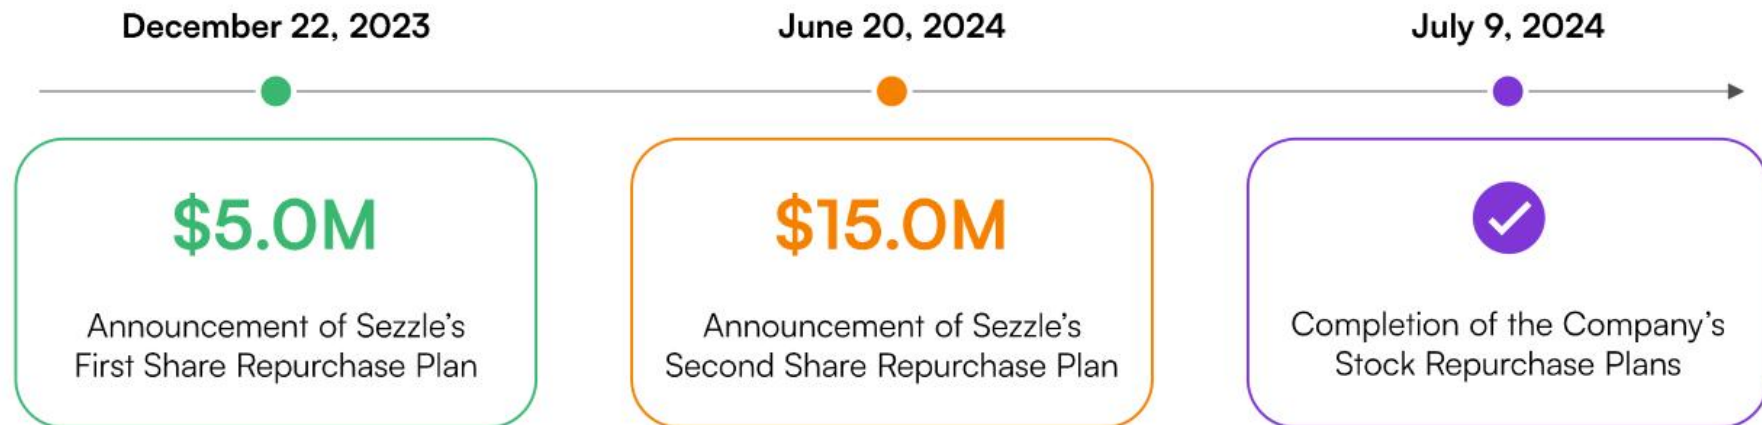 December 22, 2023
June 20, 2024
July 9, 2024
$5.0M
Announcement of Sezzle's
First Share Repurchase Plan
$15.0M
Announcement of Sezzle's
Second Share Repurchase Plan
Completion of the Company's
Stock Repurchase Plans